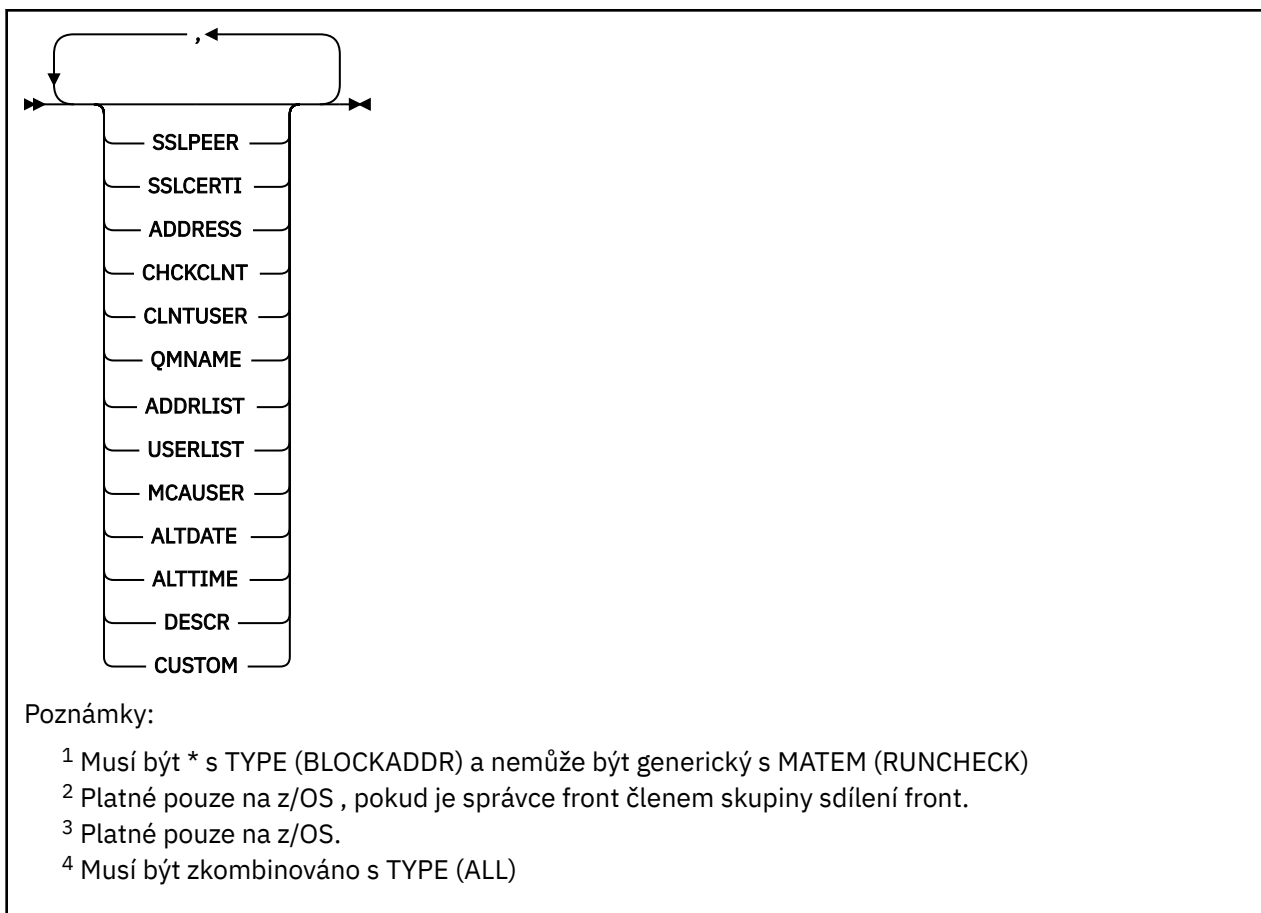 ,
SSLPEER
SSLCERTI
ADDRESS
CHCKCLNT
CLNTUSER
QMNAME
ADDRLIST
USERLIST
MCAUSER
ALTDATE
ALTTIME
DESCR
CUSTOM
Poznámky:
1 Musí být * s TYPE (BLOCKADDR) a nemůže být generický s MATEM (RUNCHECK)
2 Platné pouze na z/OS , pokud je správce front členem skupiny sdílení front.
3 Platné pouze na z/OS.
4 Musí být zkombinováno s TYPE (ALL)